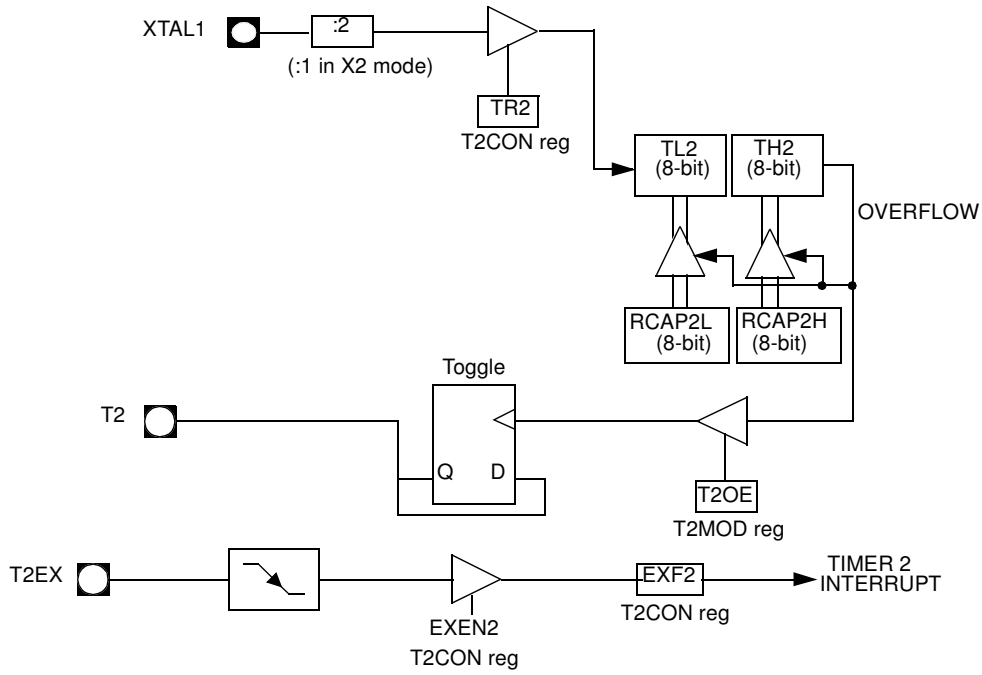 XTAL1
:2
(:1 in X2 mode)
TR2
T2CON reg
TL2
(8-bit)
TH2
(8-bit)
OVERFLOW
RCAP2L
(8-bit)
RCAP2H
(8-bit)
Toggle
T2
Q
D
T2OE
T2MOD reg
T2EX
EXEN2
T2CON reg
EXF2
T2CON reg
TIMER 2
INTERRUPT